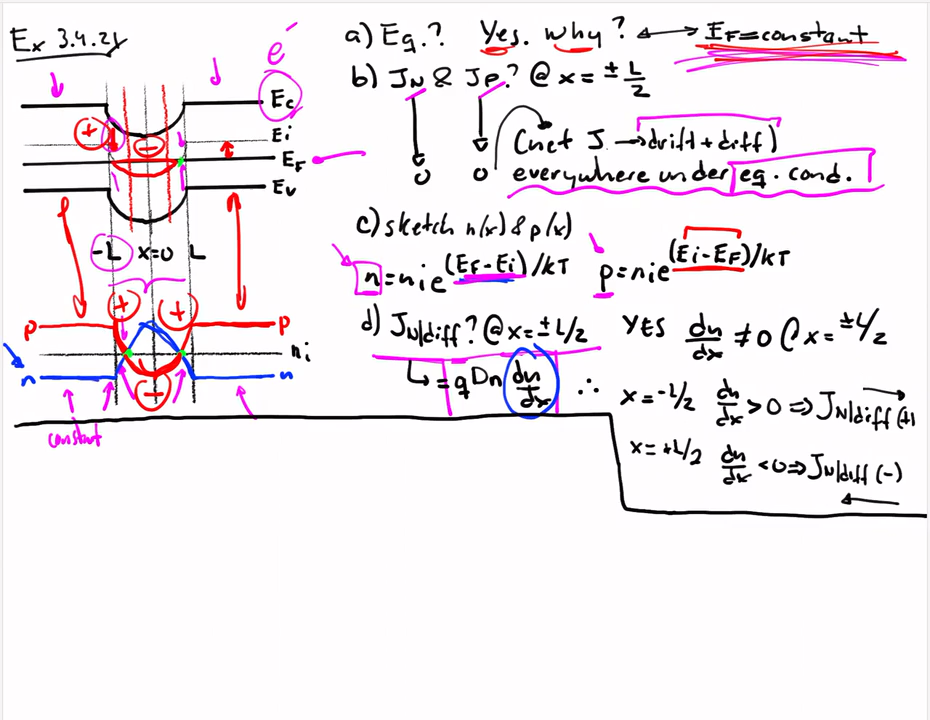 Ex 3.4.21
e⁻
Ec
Ei
EF
Ev
+
−
-L x=0 L
p
p
+
+
ni
n
n
−
constant
a) Eq.? Yes. why? ⟷ EF=constant
b) JN & JP? @ x= ± L/2
0 0
(net J → drift + diff)
everywhere under eq. cond.
c) sketch n(x) & p(x)
n=nie^(EF-Ei)/kT p=nie^(Ei-EF)/kT
d) JN|diff? @ x=±L/2 YES dn/dx ≠0 @ x=±L/2
↳ =qDn dn/dx ∴ x=-L/2 dn/dx >0 ⇒ JN|diff (+)
x=+L/2 dn/dx <0 ⇒ JN|diff (-)